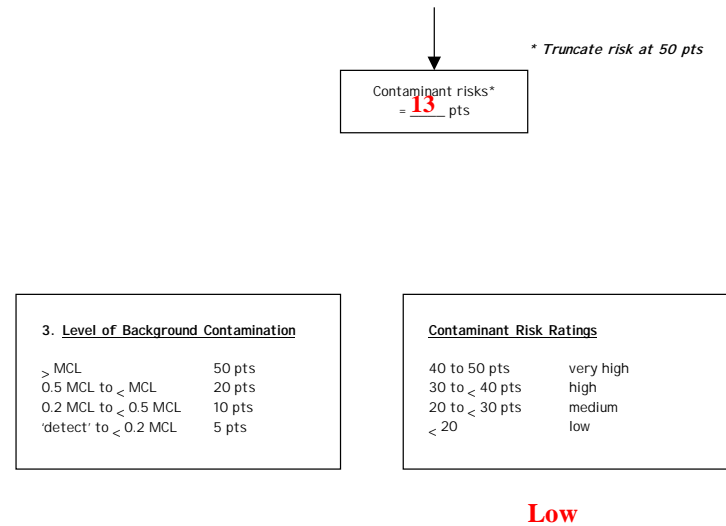 * Truncate risk at 50 pts
Contaminant risks*
= 13 pts
3. Level of Background Contamination
> MCL 50 pts
0.5 MCL to < MCL 20 pts
0.2 MCL to < 0.5 MCL 10 pts
‘detect’ to < 0.2 MCL 5 pts
Contaminant Risk Ratings
40 to 50 pts very high
30 to < 40 pts high
20 to < 30 pts medium
< 20 low
Low